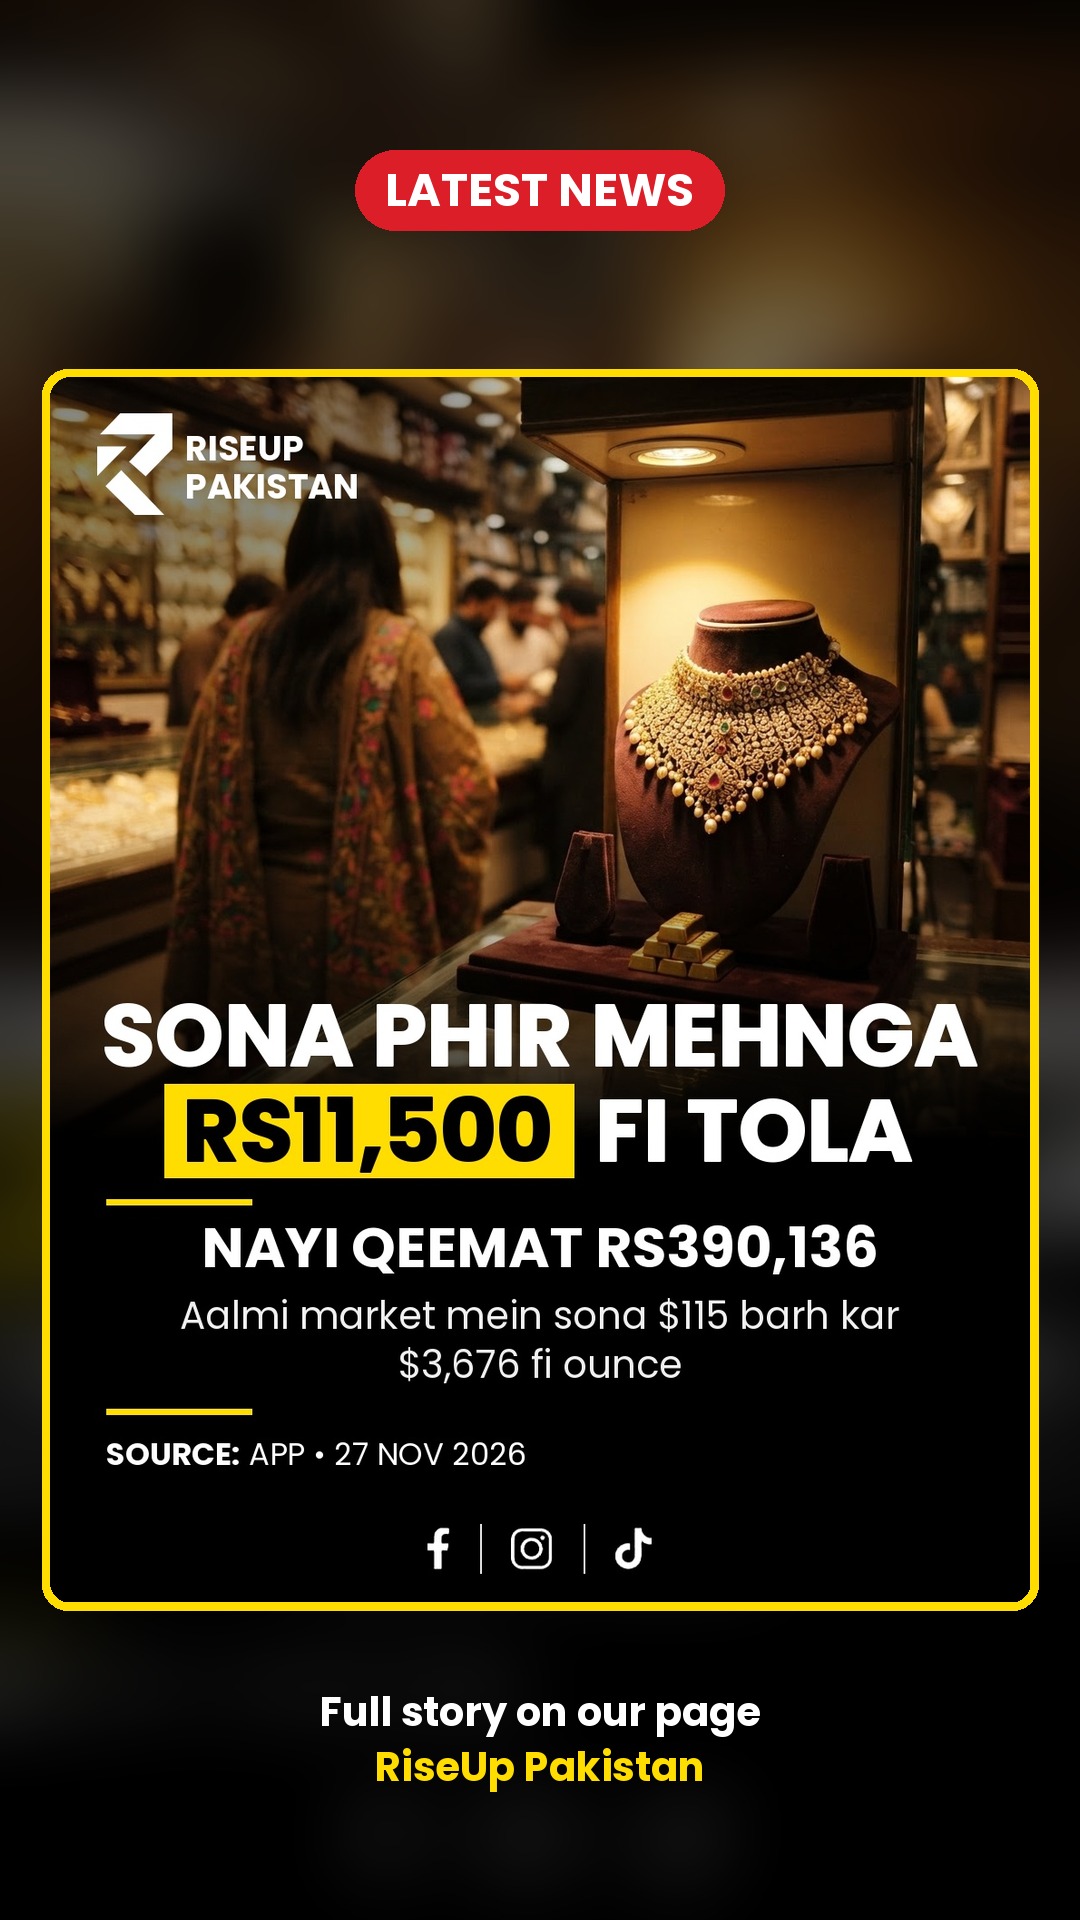 LATEST NEWS
RISEUP
PAKISTAN
SONA PHIR MEHNGA
RS11,500 FI TOLA
NAYI QEEMAT RS390,136
Aalmi market mein sona $115 barh kar
$3,676 fi ounce
SOURCE: APP • 27 NOV 2026
Full story on our page
RiseUp Pakistan